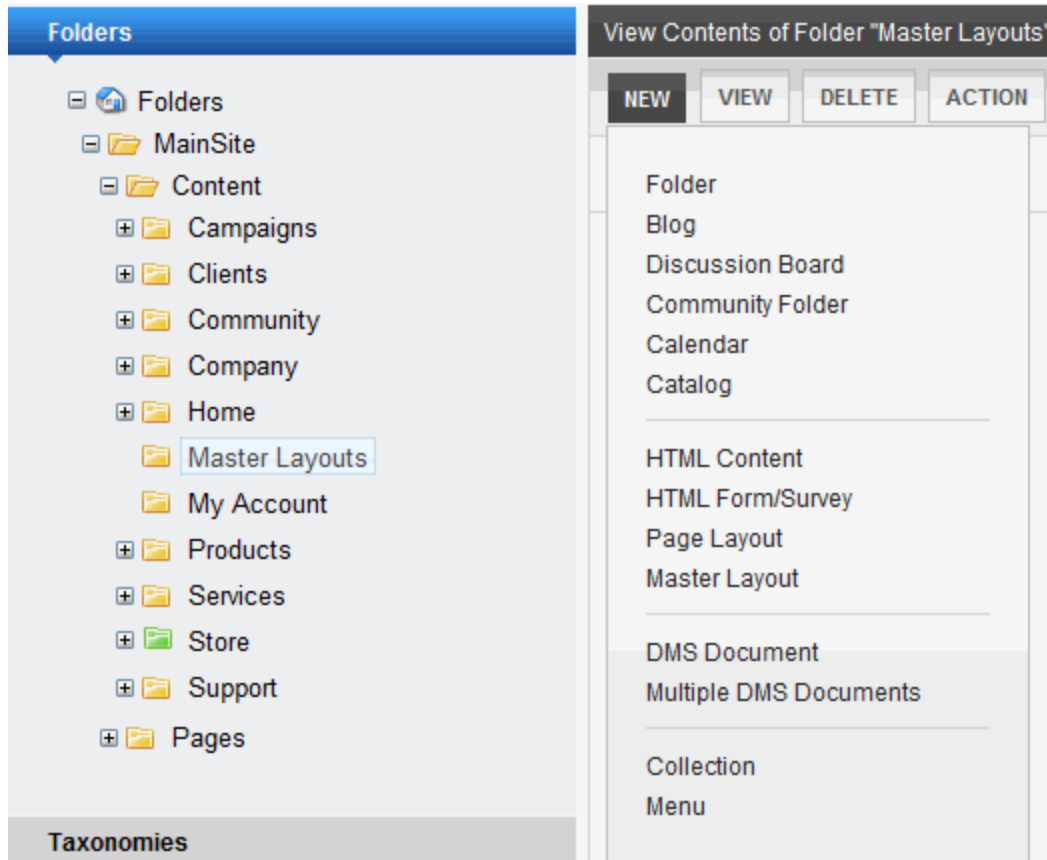 Folders
Folders
MainSite
Content
Campaigns
Clients
Community
Company
Home
Master Layouts
My Account
Products
Services
Store
Support
Pages
Taxonomies
View Contents of Folder "Master Layouts"
NEW VIEW DELETE ACTION
Folder
Blog
Discussion Board
Community Folder
Calendar
Catalog
HTML Content
HTML Form/Survey
Page Layout
Master Layout
DMS Document
Multiple DMS Documents
Collection
Menu